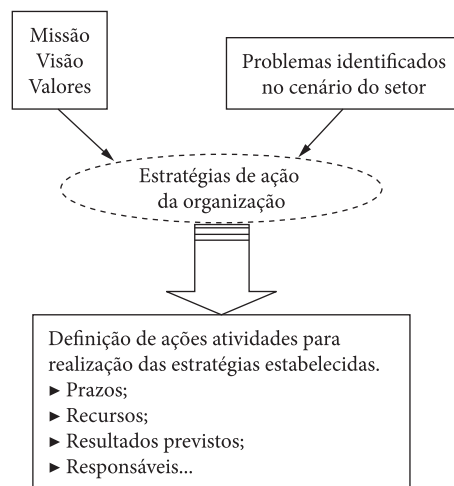 Missão
Visão
Valores
Problemas identificados
no cenário do setor
Estratégias de ação
da organização
Definição de ações atividades para
realização das estratégias estabelecidas.
► Prazos;
► Recursos;
► Resultados previstos;
► Responsáveis...